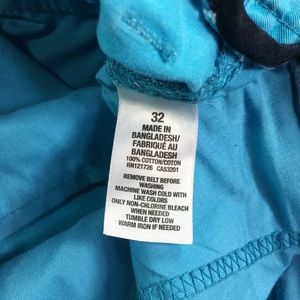 32
MADE IN
BANGLADESH/
FABRIQUÉ AU
BANGLADESH
100% COTTON/COTON
RN121726 CA53201
REMOVE BELT BEFORE
WASHING
MACHINE WASH COLD WITH
LIKE COLORS
ONLY NON-CHLORINE BLEACH
WHEN NEEDED
TUMBLE DRY LOW
WARM IRON IF NEEDED